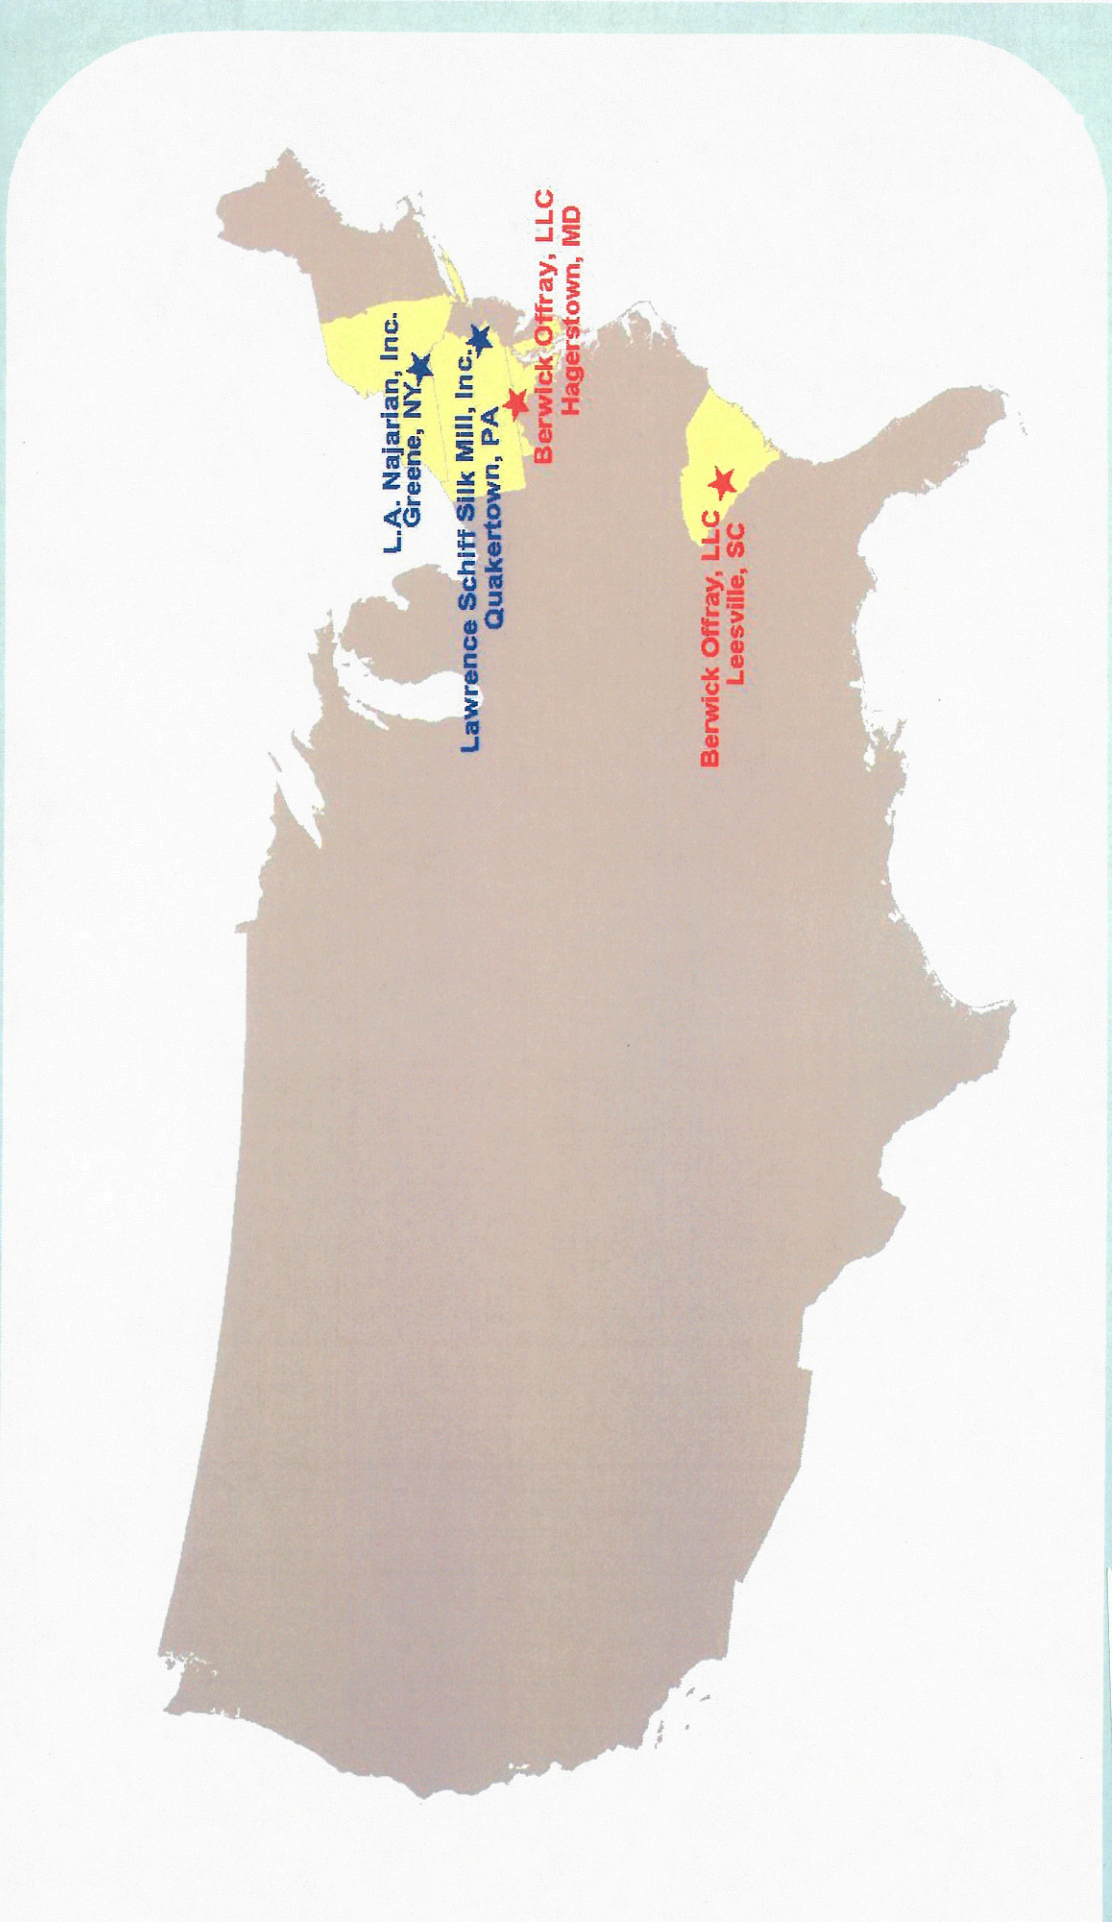 L.A. Najarian, Inc.
Greene, NY
Lawrence Schiff Silk Mill, Inc.
Quakertown, PA
Berwick Offray, LLC
Hagerstown, MD
Berwick Offray, LLC
Leesville, SC